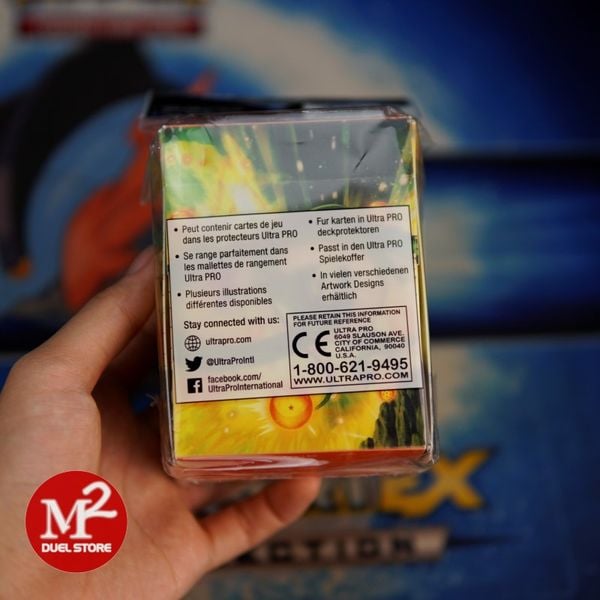 • Peut contenir cartes de jeu
dans les protecteurs Ultra PRO
• Se range parfaitement dans
les mallettes de rangement
Ultra PRO
• Plusieurs illustrations
différentes disponibles
• Fur karten in Ultra PRO
deckprotektoren
• Passt in den Ultra PRO
Spielekoffer
• In vielen verschiedenen
Artwork Designs
erhältlich
Stay connected with us:
ultrapro.com
@UltraProIntl
facebook.com/
UltraProInternational
PLEASE RETAIN THIS INFORMATION
FOR FUTURE REFERENCE
CE
ULTRA PRO
6049 SLAUSON AVE.
CITY OF COMMERCE
CALIFORNIA, 90040
U.S.A.
1-800-621-9495
WWW.ULTRAPRO.COM
EX
M2
DUEL STORE